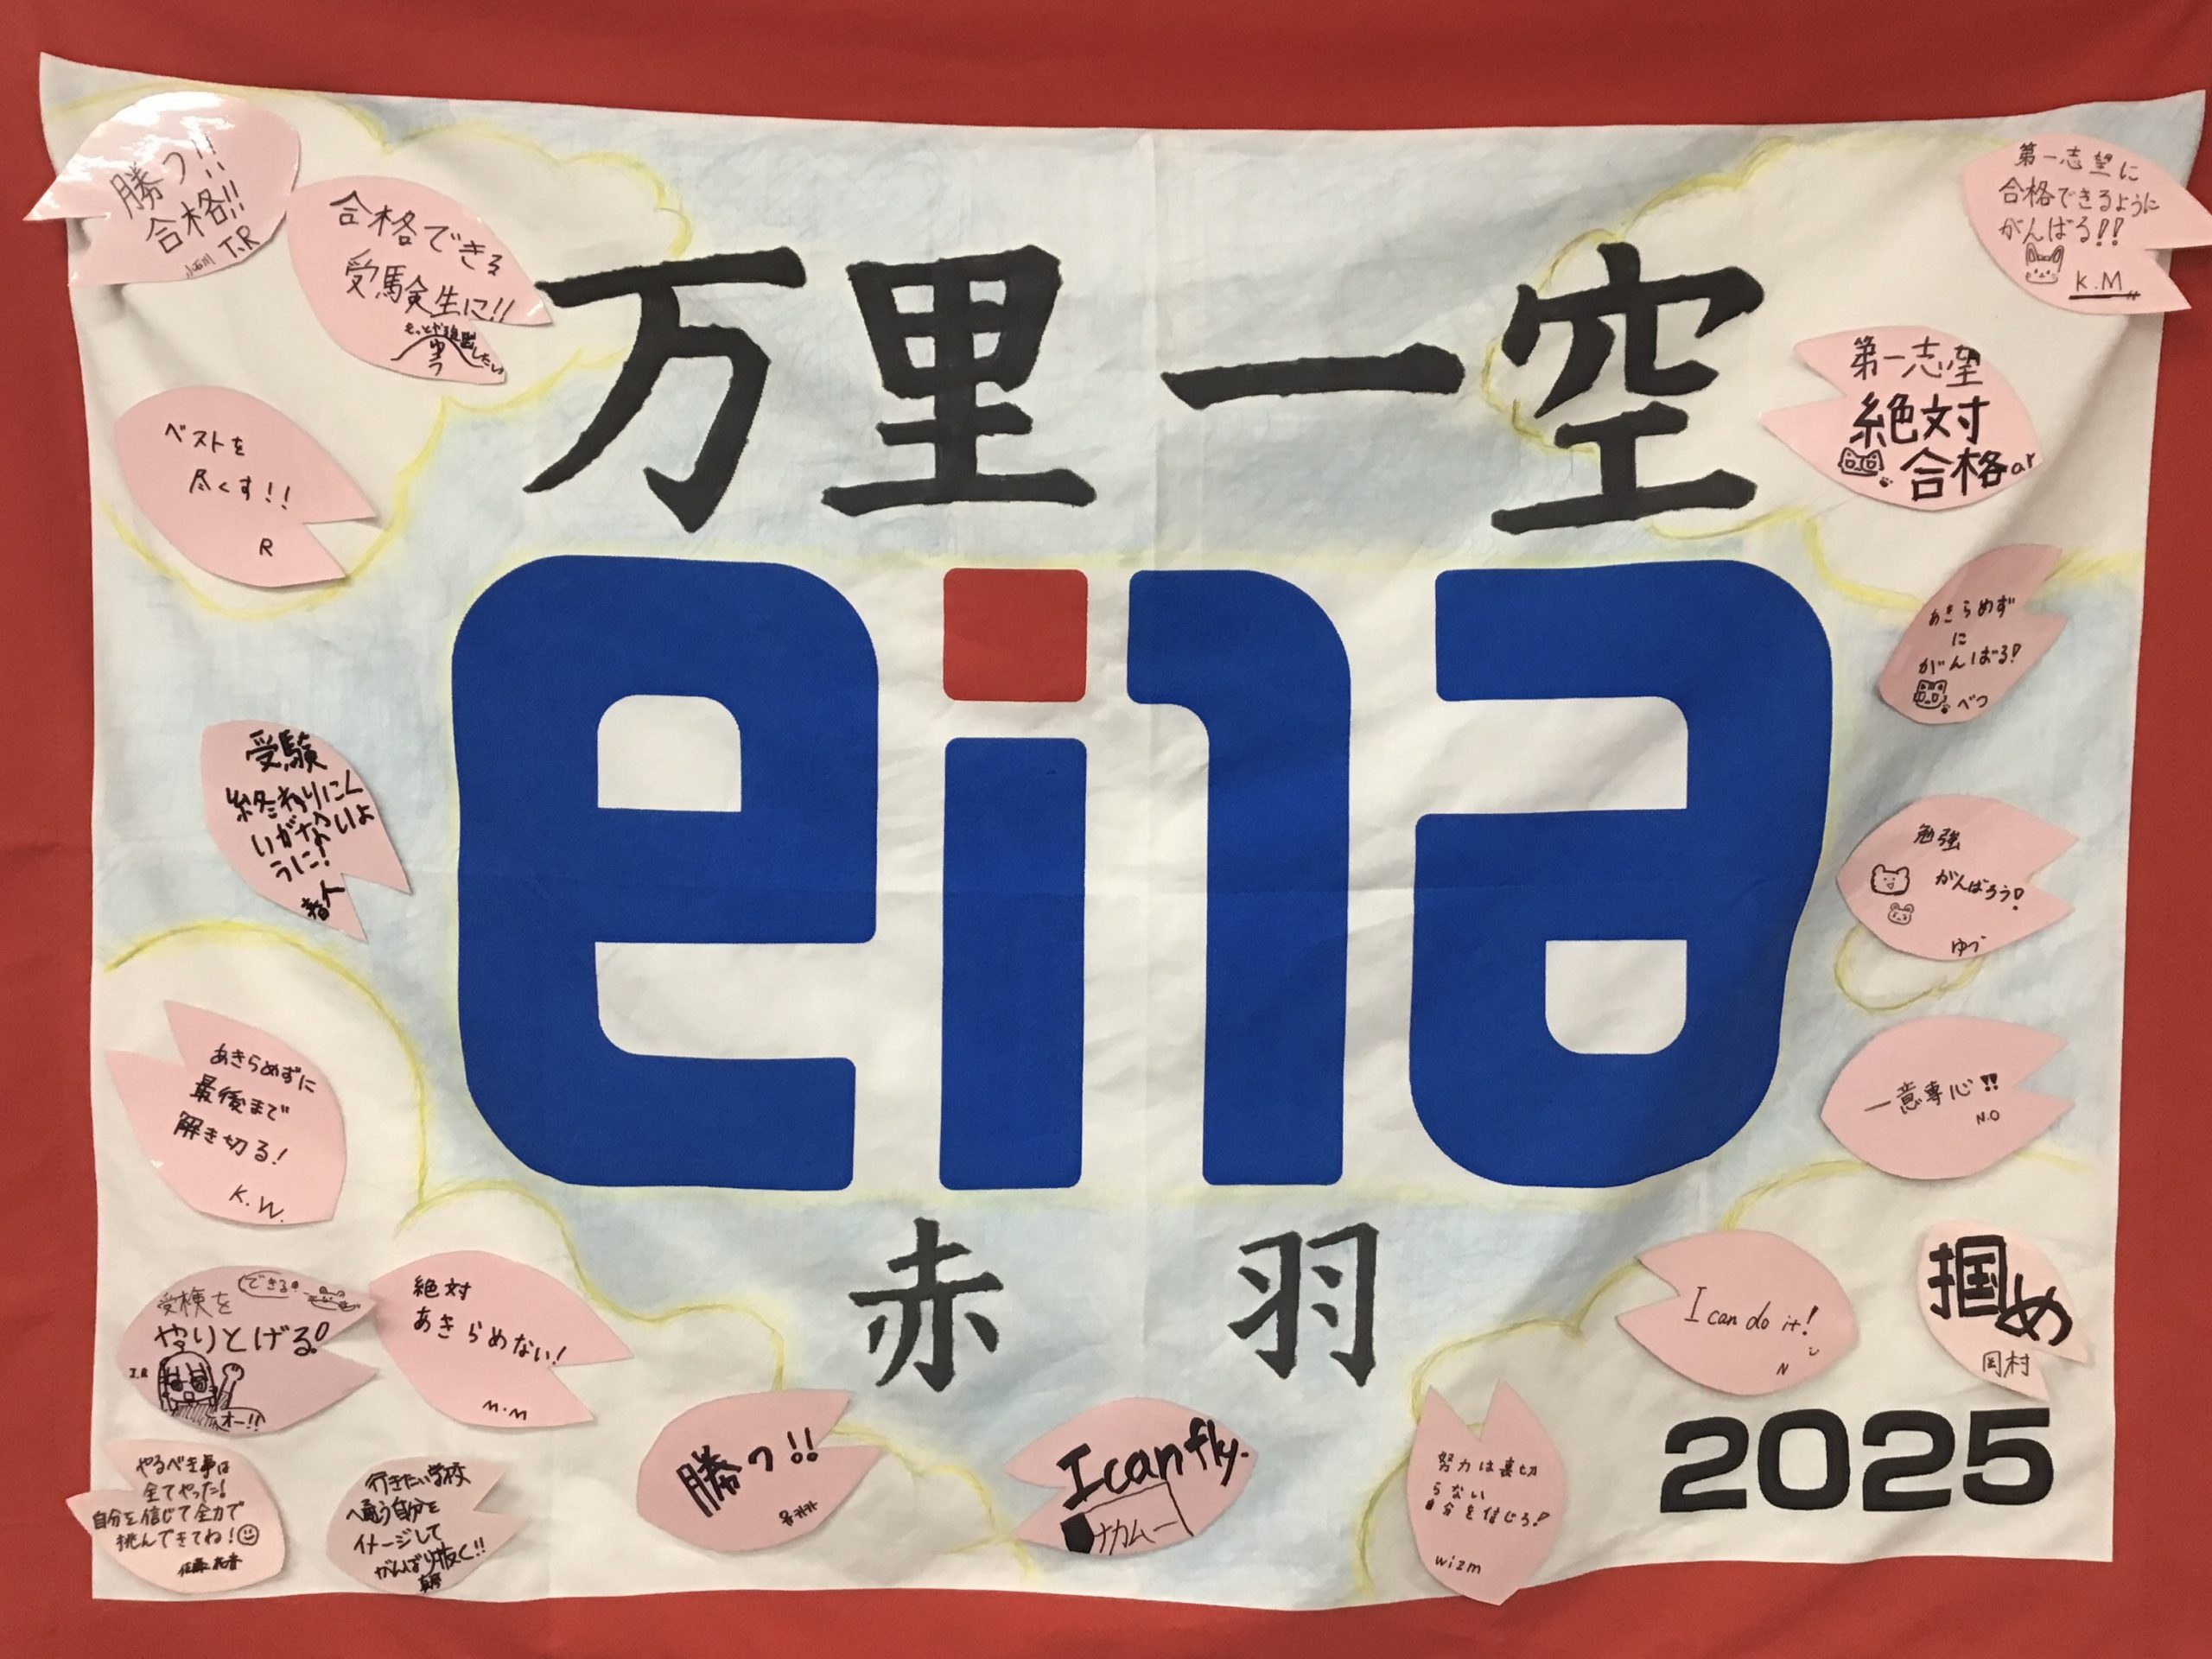 万里一空
eina
赤羽
2025
勝つ!!
合格!!
T.R
合格できる
受験生に!!
ベストを
尽くす!!
R
受験
終わりにく
いがないよ
うに!
あきらめずに
最後まで
解き切る!
K.W.
受検を
できる!
やりとげる!
オー!!
絶対
あきらめない!
M.M
やるべき事は
全てやった!
自分を信じて全力で
挑んできてね!
行きたい学校
へ通う自分を
イメージして
がんばり抜く!!
勝つ!!
I can fly.
ナカムー
努力は裏切
らない
自分を信じろ!
wizm
I can do it!
N
掴め
岡村
一意専心!!
N.O
勉強
がんばろう!
ゆづ
あきらめず
に
がんばる!
べつ
第一志望
絶対
合格
ar
第一志望に
合格できるように
がんばる!!
K.M